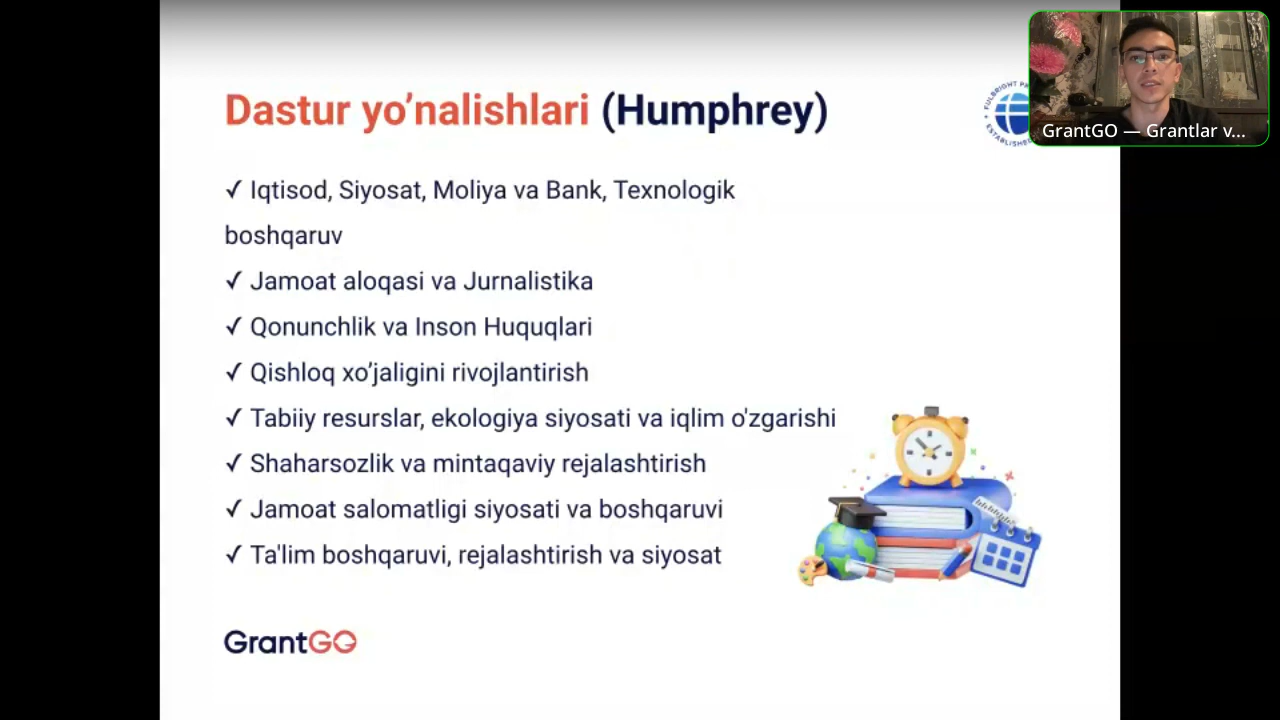 Dastur yo’nalishlari (Humphrey)
FULBRIGHT
ESTABLISHED
GrantGO — Grantlar v...
✓ Iqtisod, Siyosat, Moliya va Bank, Texnologik
boshqaruv
✓ Jamoat aloqasi va Jurnalistika
✓ Qonunchlik va Inson Huquqlari
✓ Qishloq xo’jaligini rivojlantirish
✓ Tabiiy resurslar, ekologiya siyosati va iqlim o'zgarishi
✓ Shaharsozlik va mintaqaviy rejalashtirish
✓ Jamoat salomatligi siyosati va boshqaruvi
✓ Ta'lim boshqaruvi, rejalashtirish va siyosat
GrantGO